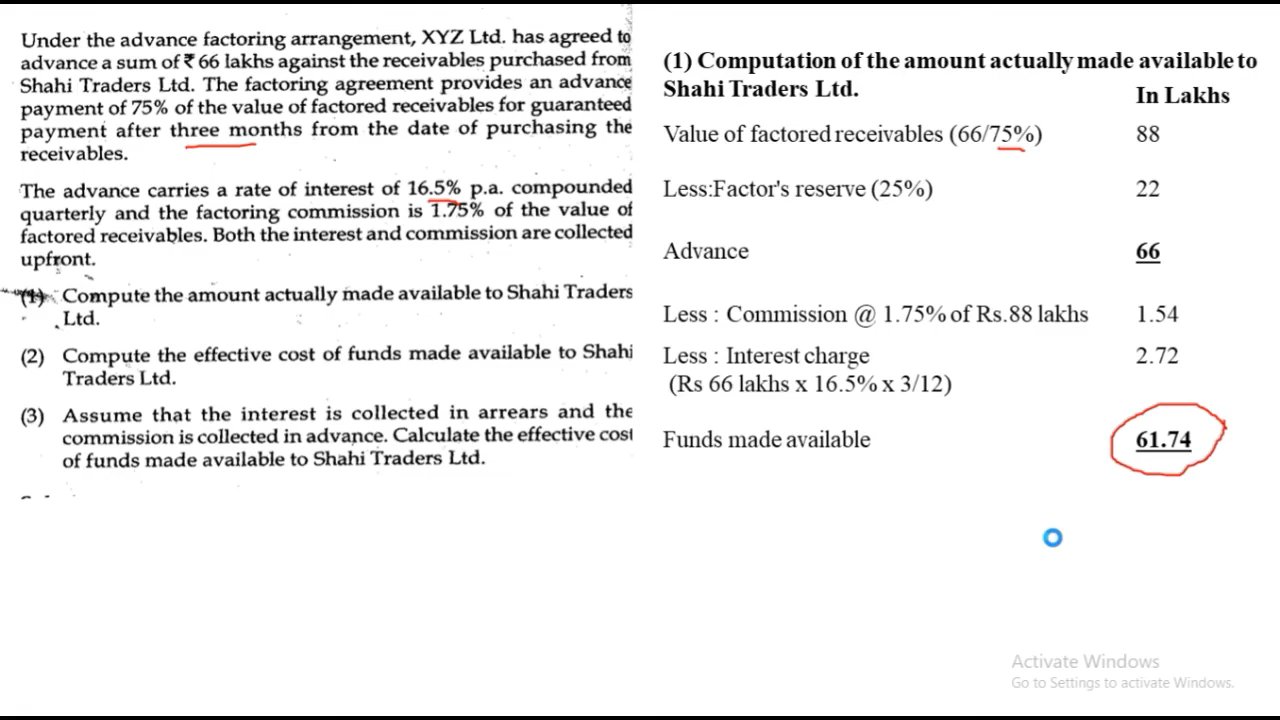 Under the advance factoring arrangement, XYZ Ltd. has agreed to
advance a sum of ₹ 66 lakhs against the receivables purchased from
Shahi Traders Ltd. The factoring agreement provides an advance
payment of 75% of the value of factored receivables for guaranteed
payment after three months from the date of purchasing the
receivables.
The advance carries a rate of interest of 16.5% p.a. compounded
quarterly and the factoring commission is 1.75% of the value of
factored receivables. Both the interest and commission are collected
upfront.
(1) Compute the amount actually made available to Shahi Traders
Ltd.
(2) Compute the effective cost of funds made available to Shahi
Traders Ltd.
(3) Assume that the interest is collected in arrears and the
commission is collected in advance. Calculate the effective cost
of funds made available to Shahi Traders Ltd.
(1) Computation of the amount actually made available to
Shahi Traders Ltd.
In Lakhs
Value of factored receivables (66/75%) 88
Less:Factor's reserve (25%) 22
Advance 66
Less : Commission @ 1.75% of Rs.88 lakhs 1.54
Less : Interest charge 2.72
(Rs 66 lakhs x 16.5% x 3/12)
Funds made available 61.74
Activate Windows
Go to Settings to activate Windows.